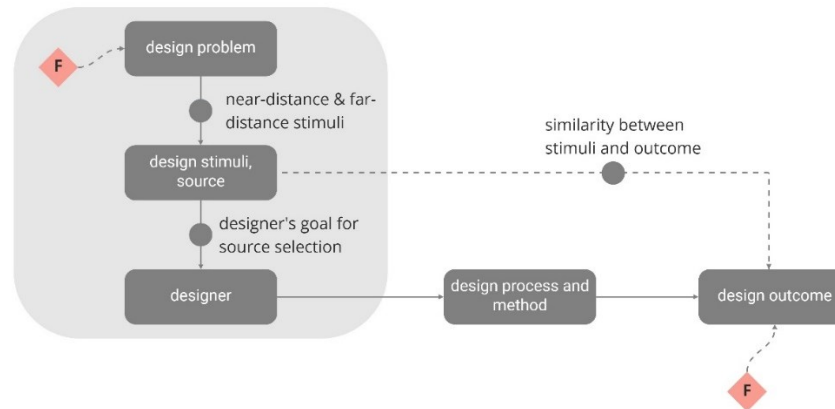 F
design problem
near-distance & far-
distance stimuli
similarity between
stimuli and outcome
design stimuli,
source
designer's goal for
source selection
designer
design process and
method
design outcome
F